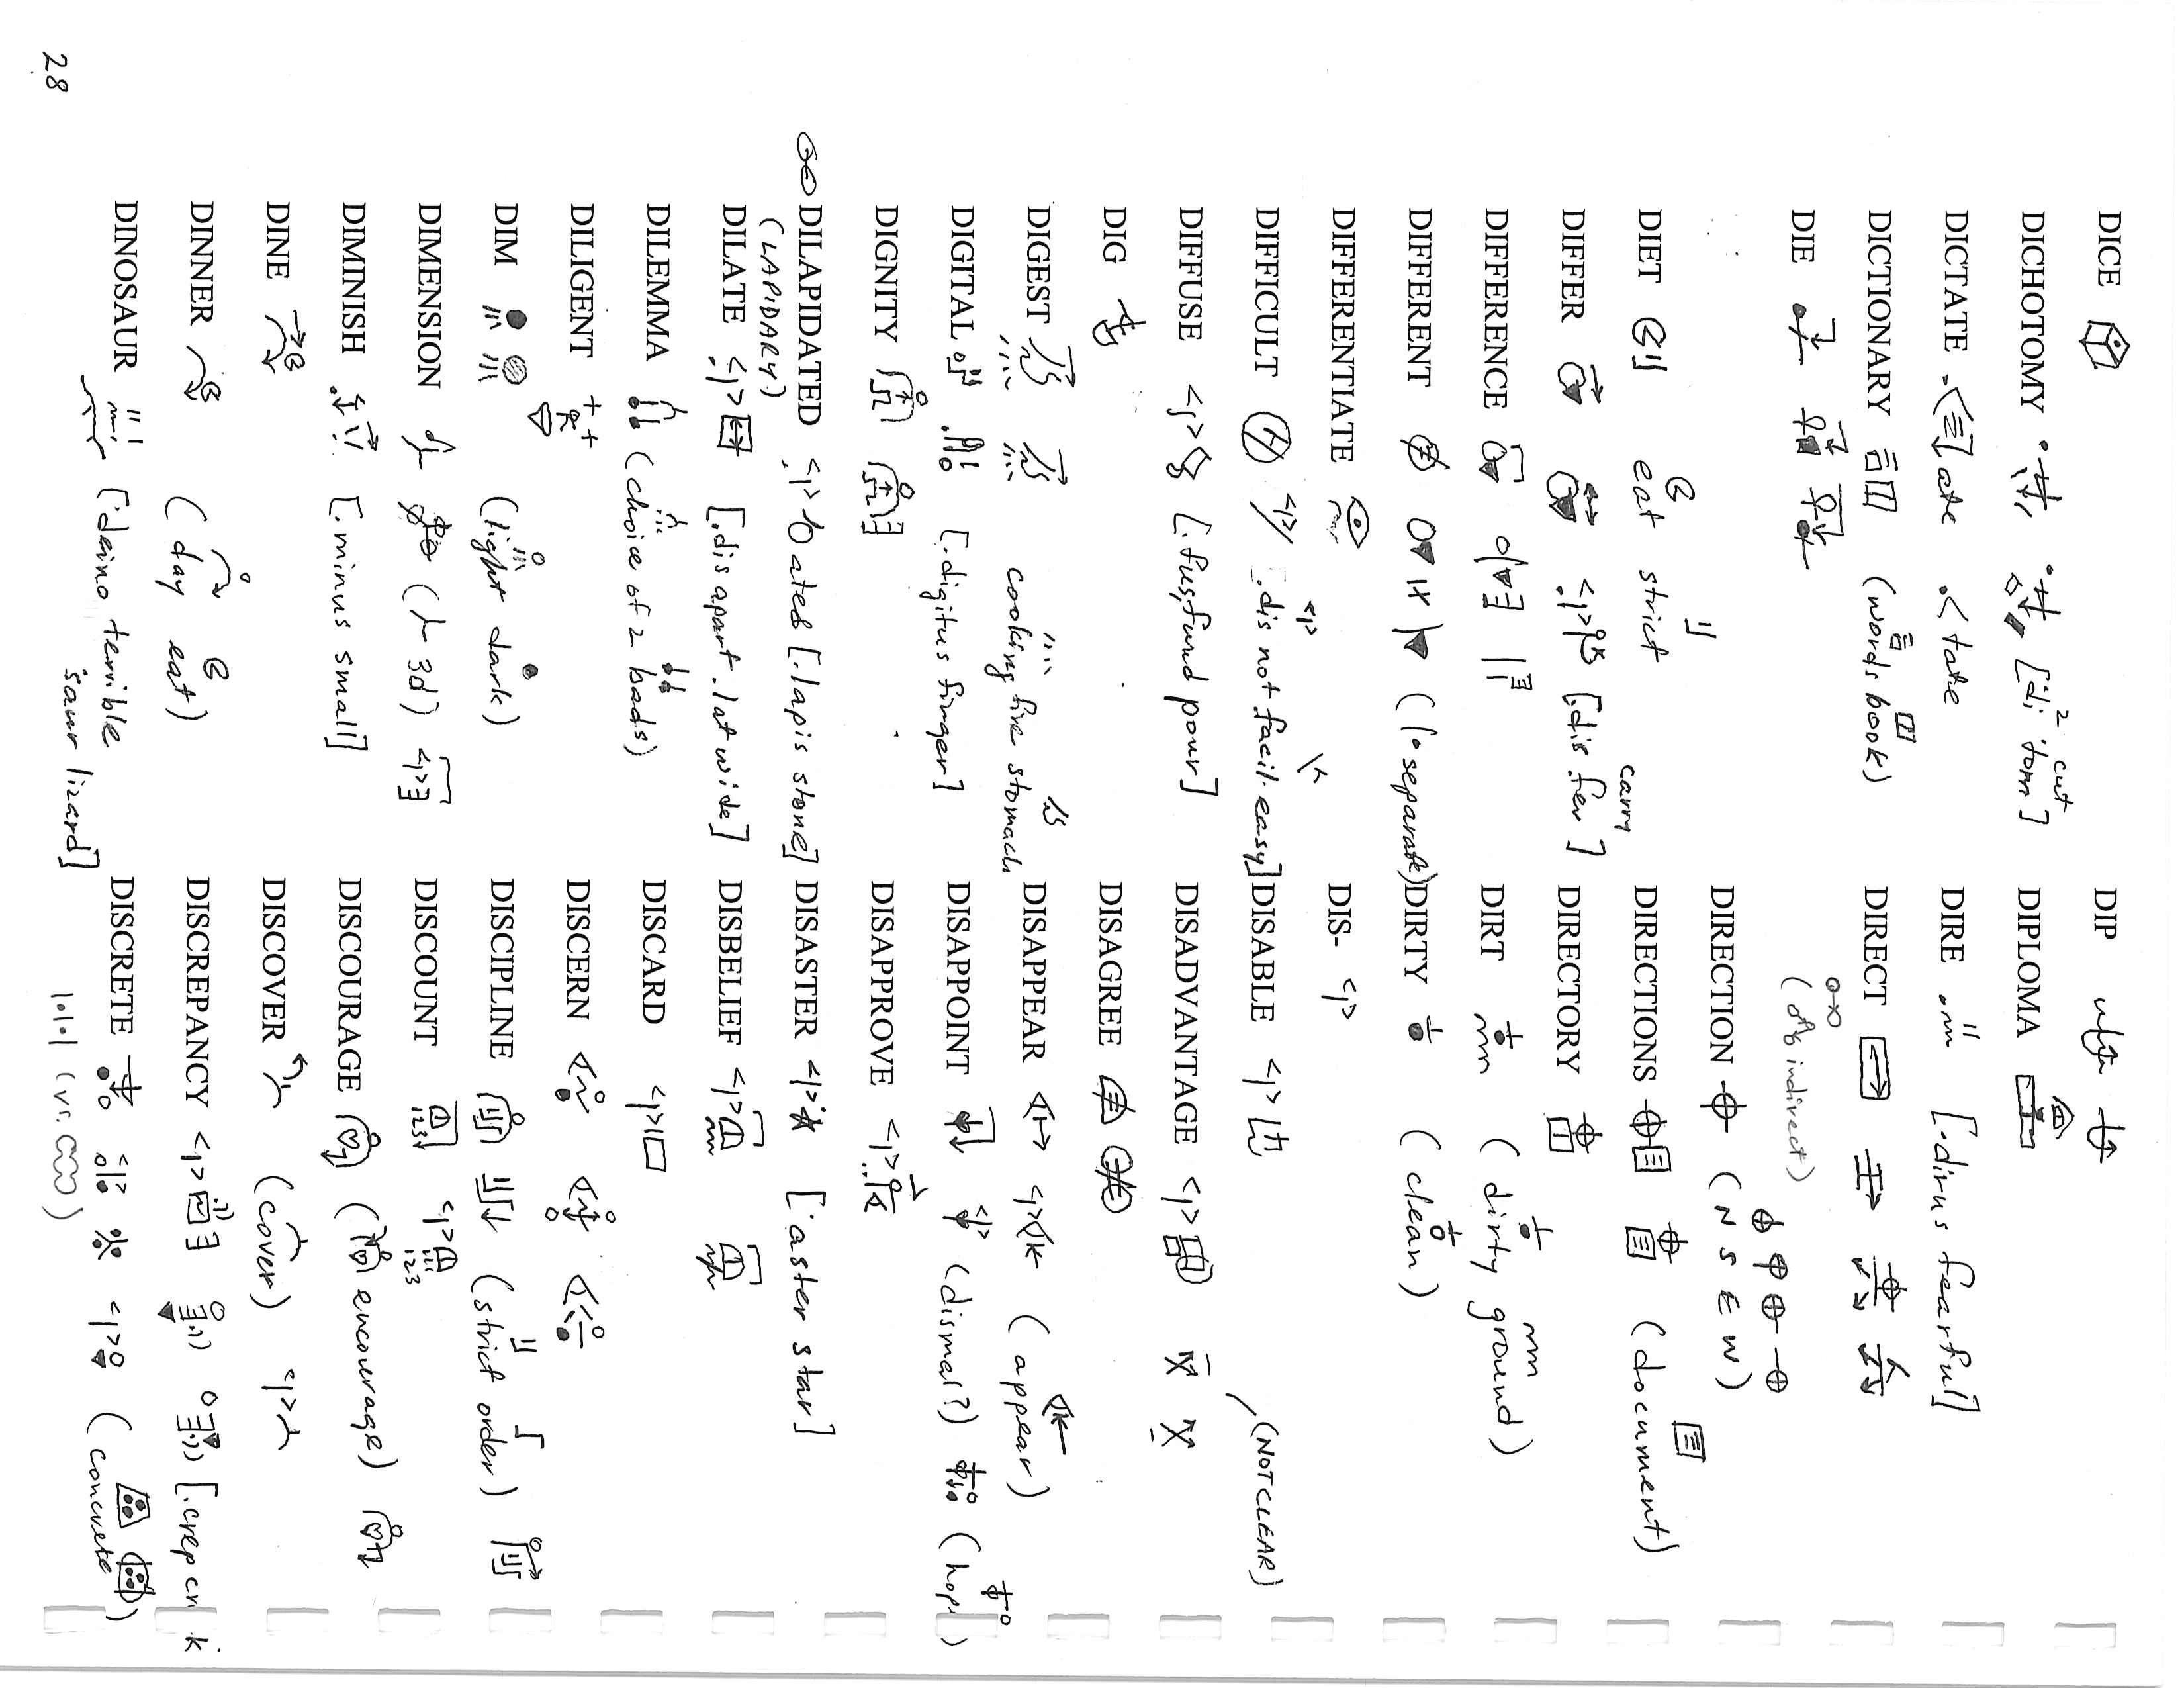 DICE
DICHOTOMY [di² tom cut]
DICTATE ate tate
DICTIONARY (words book)
DIE
DIET eat strict
DIFFER [.dis.fer] carry
DIFFERENCE
DIFFERENT (separate)
DIFFERENTIATE
DIFFICULT [.dis not facil.easy]
DIFFUSE [.fus,fund pour]
DIG
DIGEST cooking fire stomach
DIGITAL [.digitus finger]
DIGNITY
DILAPIDATED ated [.lapis stone]
(LAPIDARY)
DILATE [.dis apart .lat wide]
DILEMMA (choice of 2 bads)
DILIGENT
DIM (light dark)
DIMENSION (3d)
DIMINISH [.minus small]
DINE
DINNER (day eat)
DINOSAUR [.deino terrible
saur lizard]
DIP
DIPLOMA
DIRE [.dirus fearful]
DIRECT
(indirect)
DIRECTION (N S E W)
DIRECTIONS (document)
DIRECTORY
DIRT (dirty ground)
DIRTY (clean)
DIS-
DISABLE (NOT CLEAR)
DISADVANTAGE
DISAGREE
DISAPPEAR (appear)
DISAPPOINT (dismal?) (hope)
DISAPPROVE
DISASTER [.aster star]
DISBELIEF
DISCARD
DISCERN
DISCIPLINE (strict order)
DISCOUNT 123 123
DISCOURAGE (encourage)
DISCOVER (cover)
DISCREPANCY
DISCRETE (concrete)
(vs.)
28